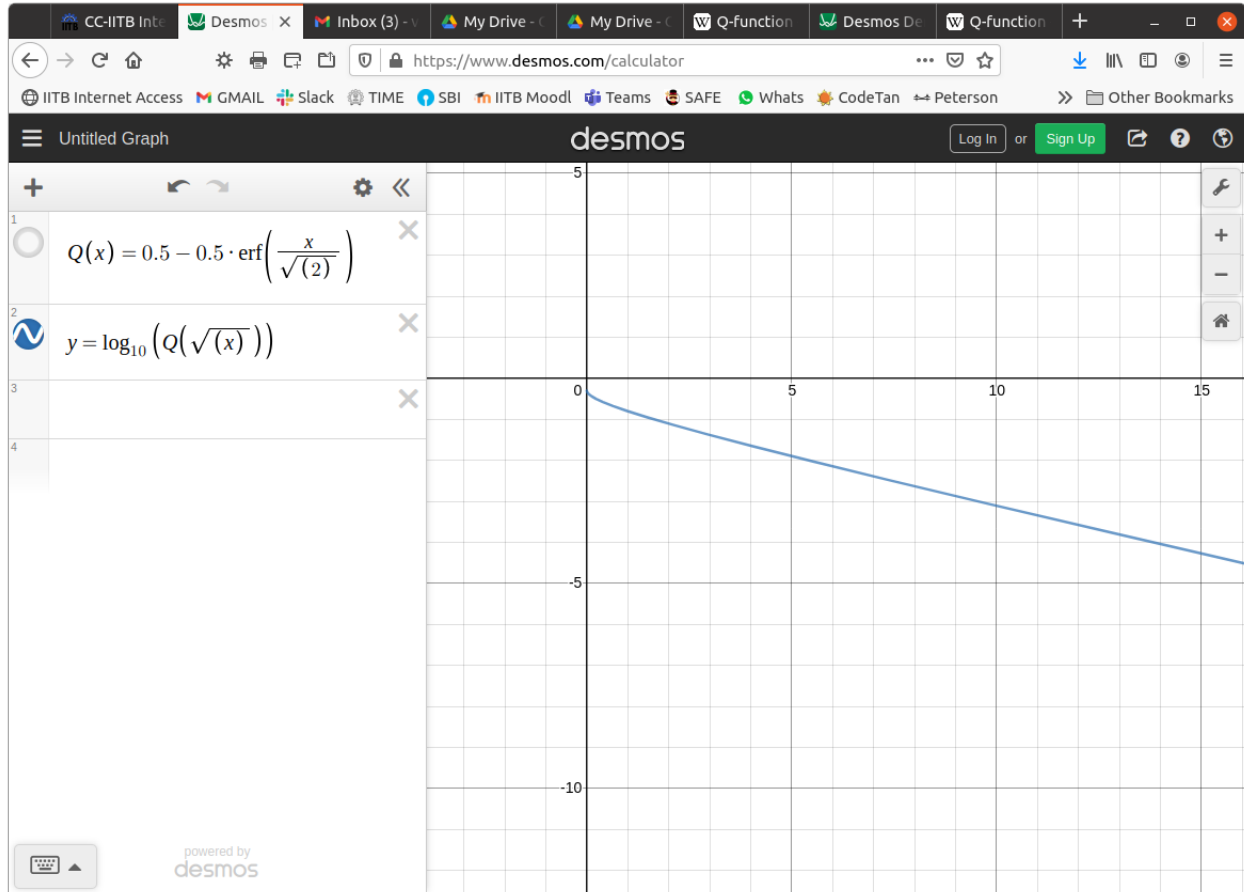 CC-IITB Inte Desmos Inbox (3) - v My Drive - My Drive - Q-function Desmos De Q-function
https://www.desmos.com/calculator
IITB Internet Access GMAIL Slack TIME SBI IITB Moodl Teams SAFE Whats CodeTan Peterson Other Bookmarks
Untitled Graph desmos Log In or Sign Up
1
Q(x) = 0.5 − 0.5 · erf(x/√(2))
2
y = log₁₀(Q(√(x)))
3
4
5
0 5 10 15
-5
-10
powered by
desmos